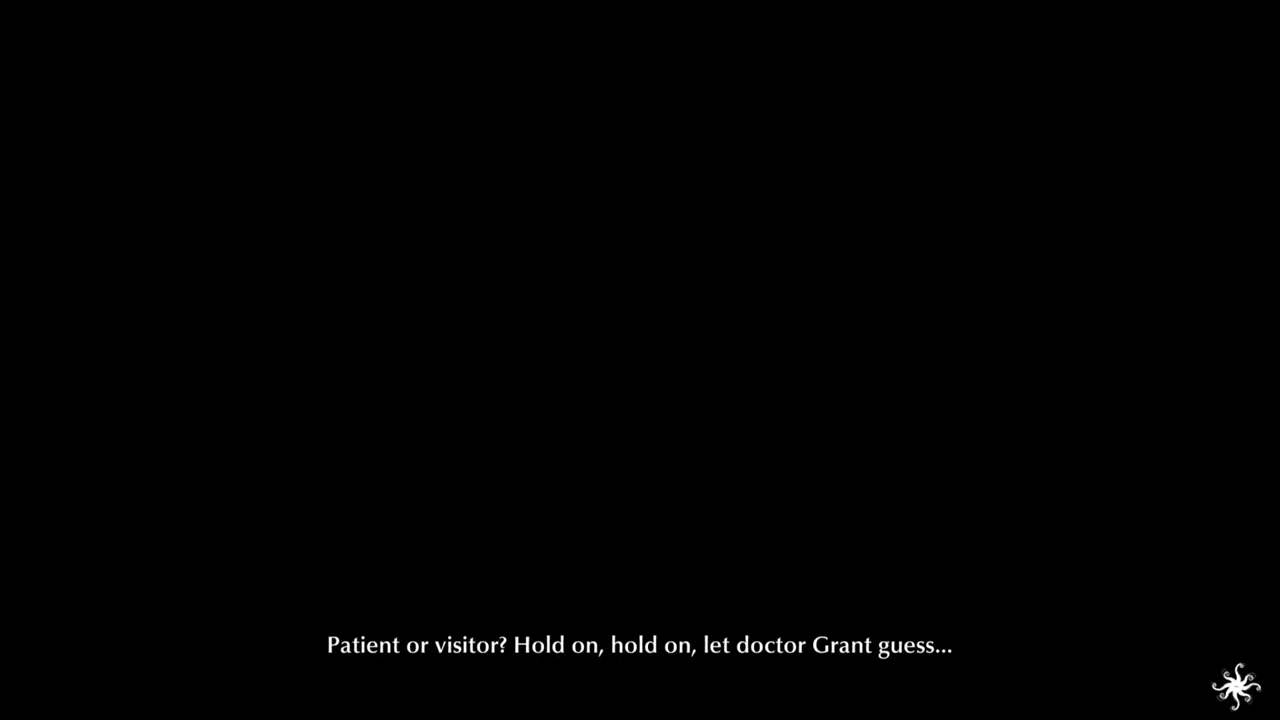 Patient or visitor? Hold on, hold on, let doctor Grant guess...